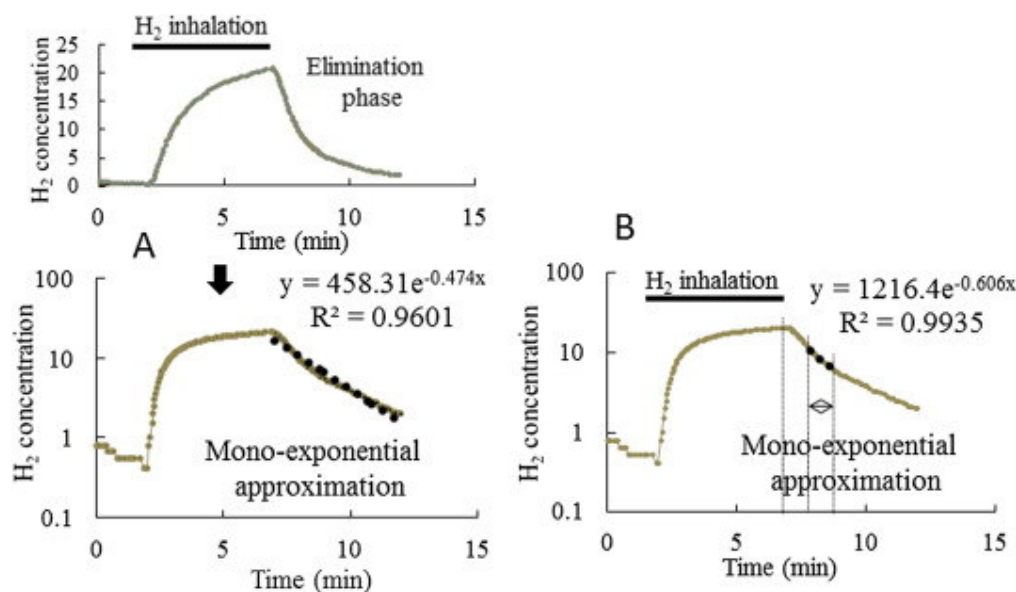 H₂ inhalation
H₂ concentration
25
20
15
10
5
0
Elimination
phase
0 5 10 15
Time (min)
A
H₂ concentration
100
10
1
0.1
y = 458.31e^-0.474x
R² = 0.9601
Mono-exponential
approximation
0 5 10 15
Time (min)
B
H₂ concentration
100
10
1
0.1
H₂ inhalation
y = 1216.4e^-0.606x
R² = 0.9935
Mono-exponential
approximation
0 5 10 15
Time (min)